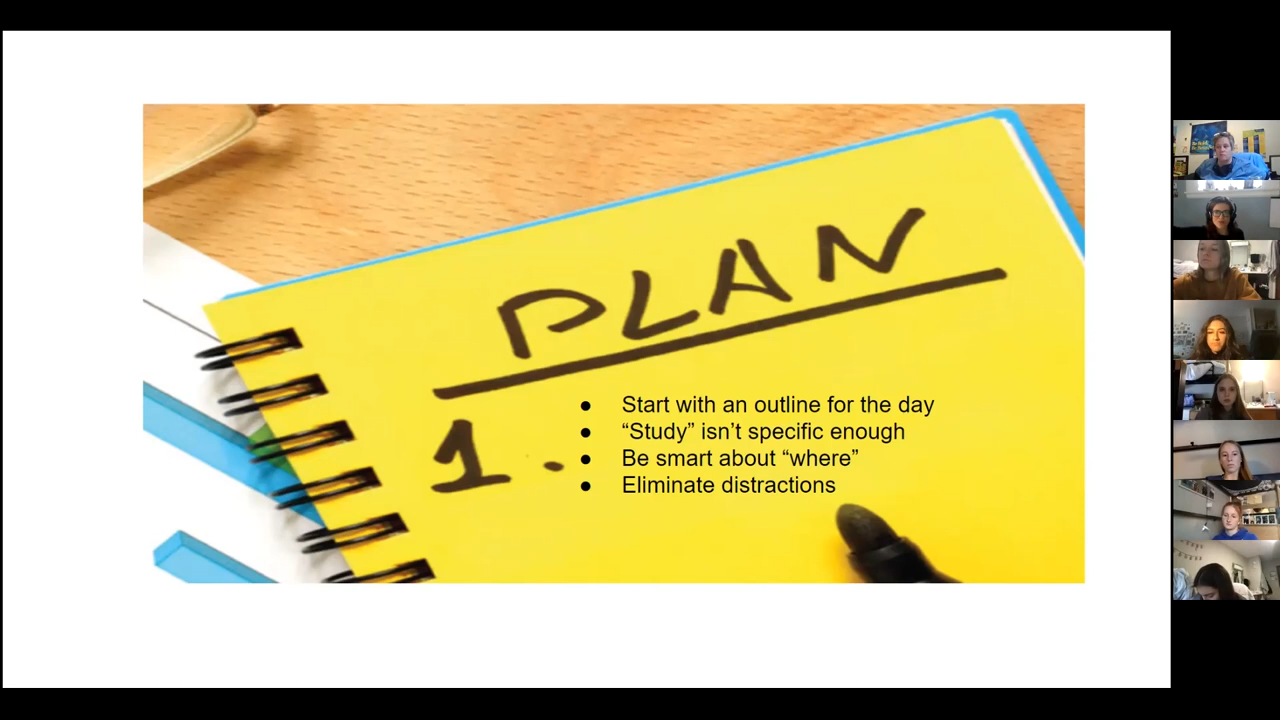 PLAN
1.
● Start with an outline for the day
● “Study” isn’t specific enough
● Be smart about “where”
● Eliminate distractions